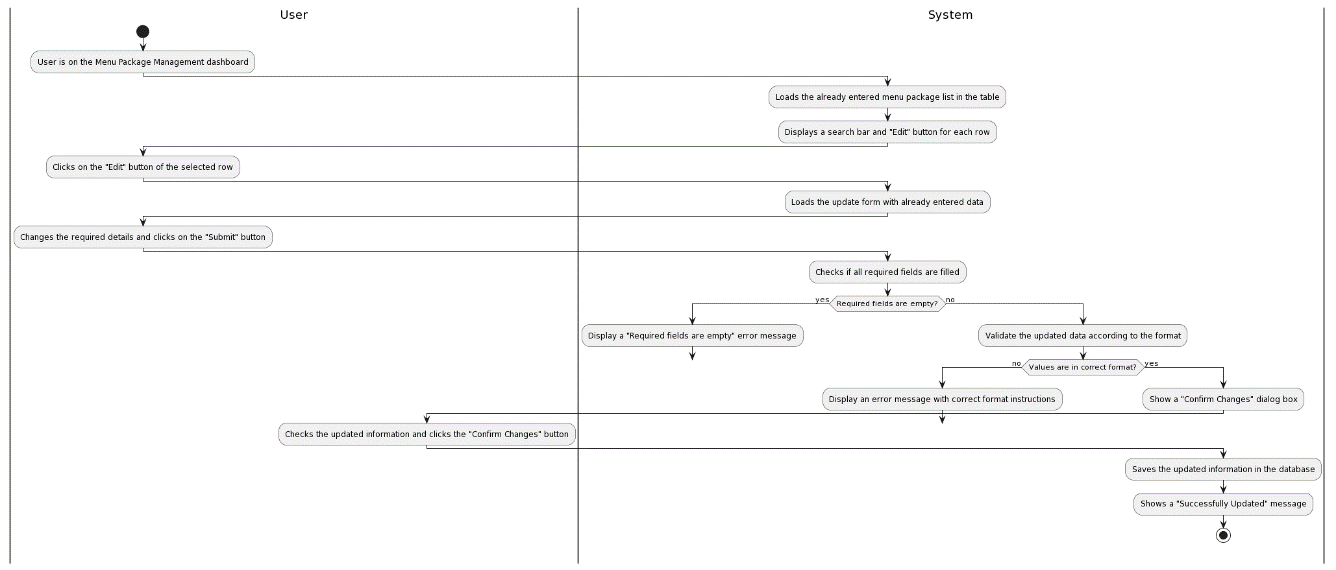 User
System
User is on the Menu Package Management dashboard
Loads the already entered menu package list in the table
Displays a search bar and "Edit" button for each row
Clicks on the "Edit" button of the selected row
Loads the update form with already entered data
Changes the required details and clicks on the "Submit" button
Checks if all required fields are filled
yes
Required fields are empty?
no
Display a "Required fields are empty" error message
Validate the updated data according to the format
no
Values are in correct format?
yes
Display an error message with correct format instructions
Show a "Confirm Changes" dialog box
Checks the updated information and clicks the "Confirm Changes" button
Saves the updated information in the database
Shows a "Successfully Updated" message